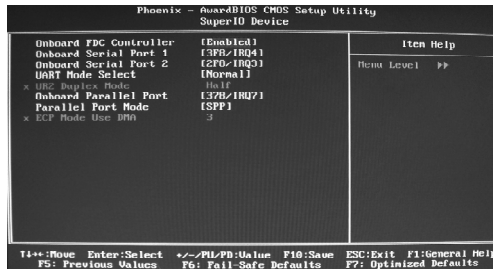 Phoenix - AwardBIOS CMOS Setup Utility
SuperIO Device
Onboard FDC Controller [Enabled]
Onboard Serial Port 1 [3F8/IRQ4]
Onboard Serial Port 2 [2F8/IRQ3]
UART Mode Select [Normal]
x UR2 Duplex Mode Half
Onboard Parallel Port [378/IRQ7]
Parallel Port Mode [SPP]
x ECP Mode Use DMA 3
Item Help
Menu Level ▶▶
↑↓→←:Move Enter:Select +/-/PU/PD:Value F10:Save ESC:Exit F1:General Help
F5: Previous Values F6: Fail-Safe Defaults F7: Optimized Defaults